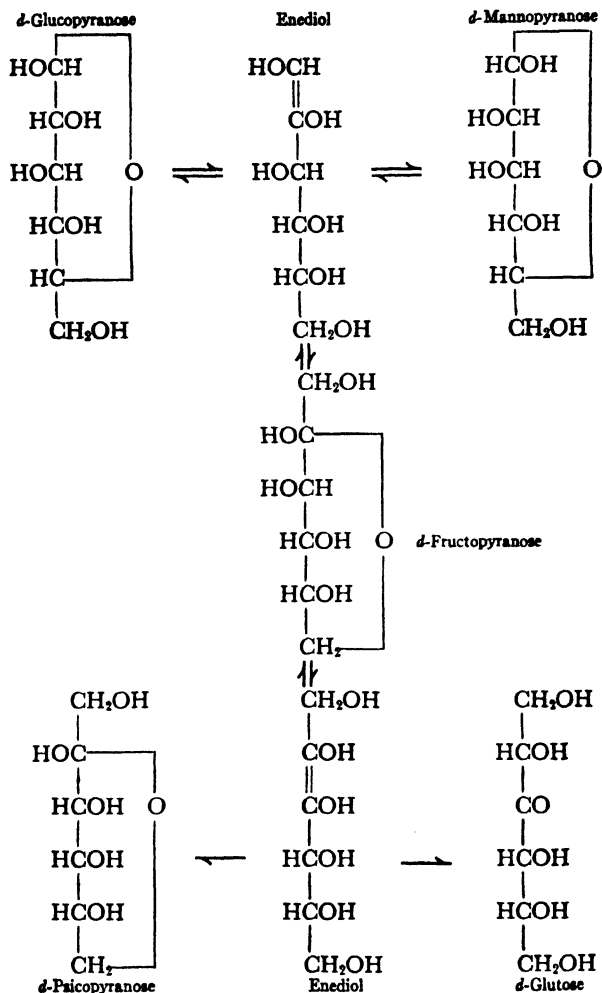 d-Glucopyranose Enediol d-Mannopyranose
HOCH HOCH HCOH
HCOH COH HOCH
HOCH O HOCH HOCH O
HCOH HCOH HCOH
HC HCOH HC
CH₂OH CH₂OH CH₂OH
CH₂OH
HOC
HOCH
HCOH O d-Fructopyranose
HCOH
CH₂
CH₂OH CH₂OH CH₂OH
HOC COH HCOH
HCOH O COH CO
HCOH HCOH HCOH
HCOH HCOH HCOH
CH₂ CH₂OH CH₂OH
d-Psicopyranose Enediol d-Glutose